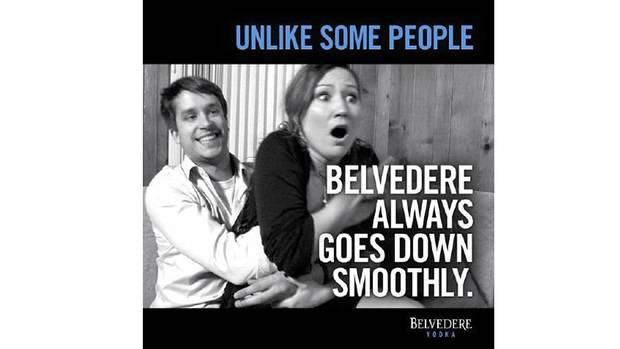 UNLIKE SOME PEOPLE
BELVEDERE
ALWAYS
GOES DOWN
SMOOTHLY.
BELVEDERE
VODKA